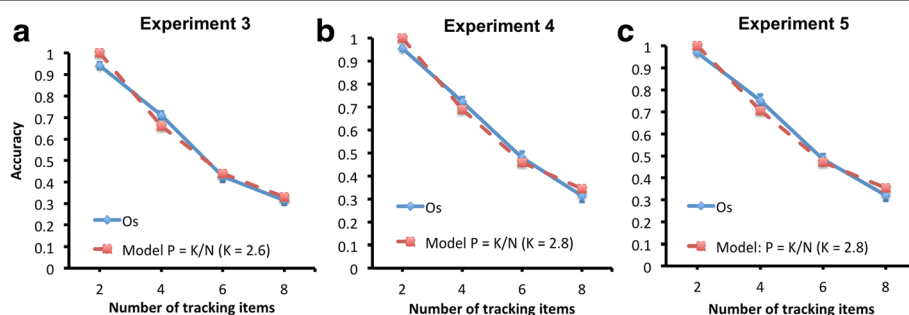 a Experiment 3
1
0.9
0.8
0.7
0.6
0.5
0.4
0.3
0.2
0.1
0
Accuracy
Os
Model P = K/N (K = 2.6)
2 4 6 8
Number of tracking items
b Experiment 4
1
0.9
0.8
0.7
0.6
0.5
0.4
0.3
0.2
0.1
0
Os
Model P = K/N (K = 2.8)
2 4 6 8
Number of tracking items
c Experiment 5
1
0.9
0.8
0.7
0.6
0.5
0.4
0.3
0.2
0.1
0
Os
Model: P = K/N (K = 2.8)
2 4 6 8
Number of tracking items